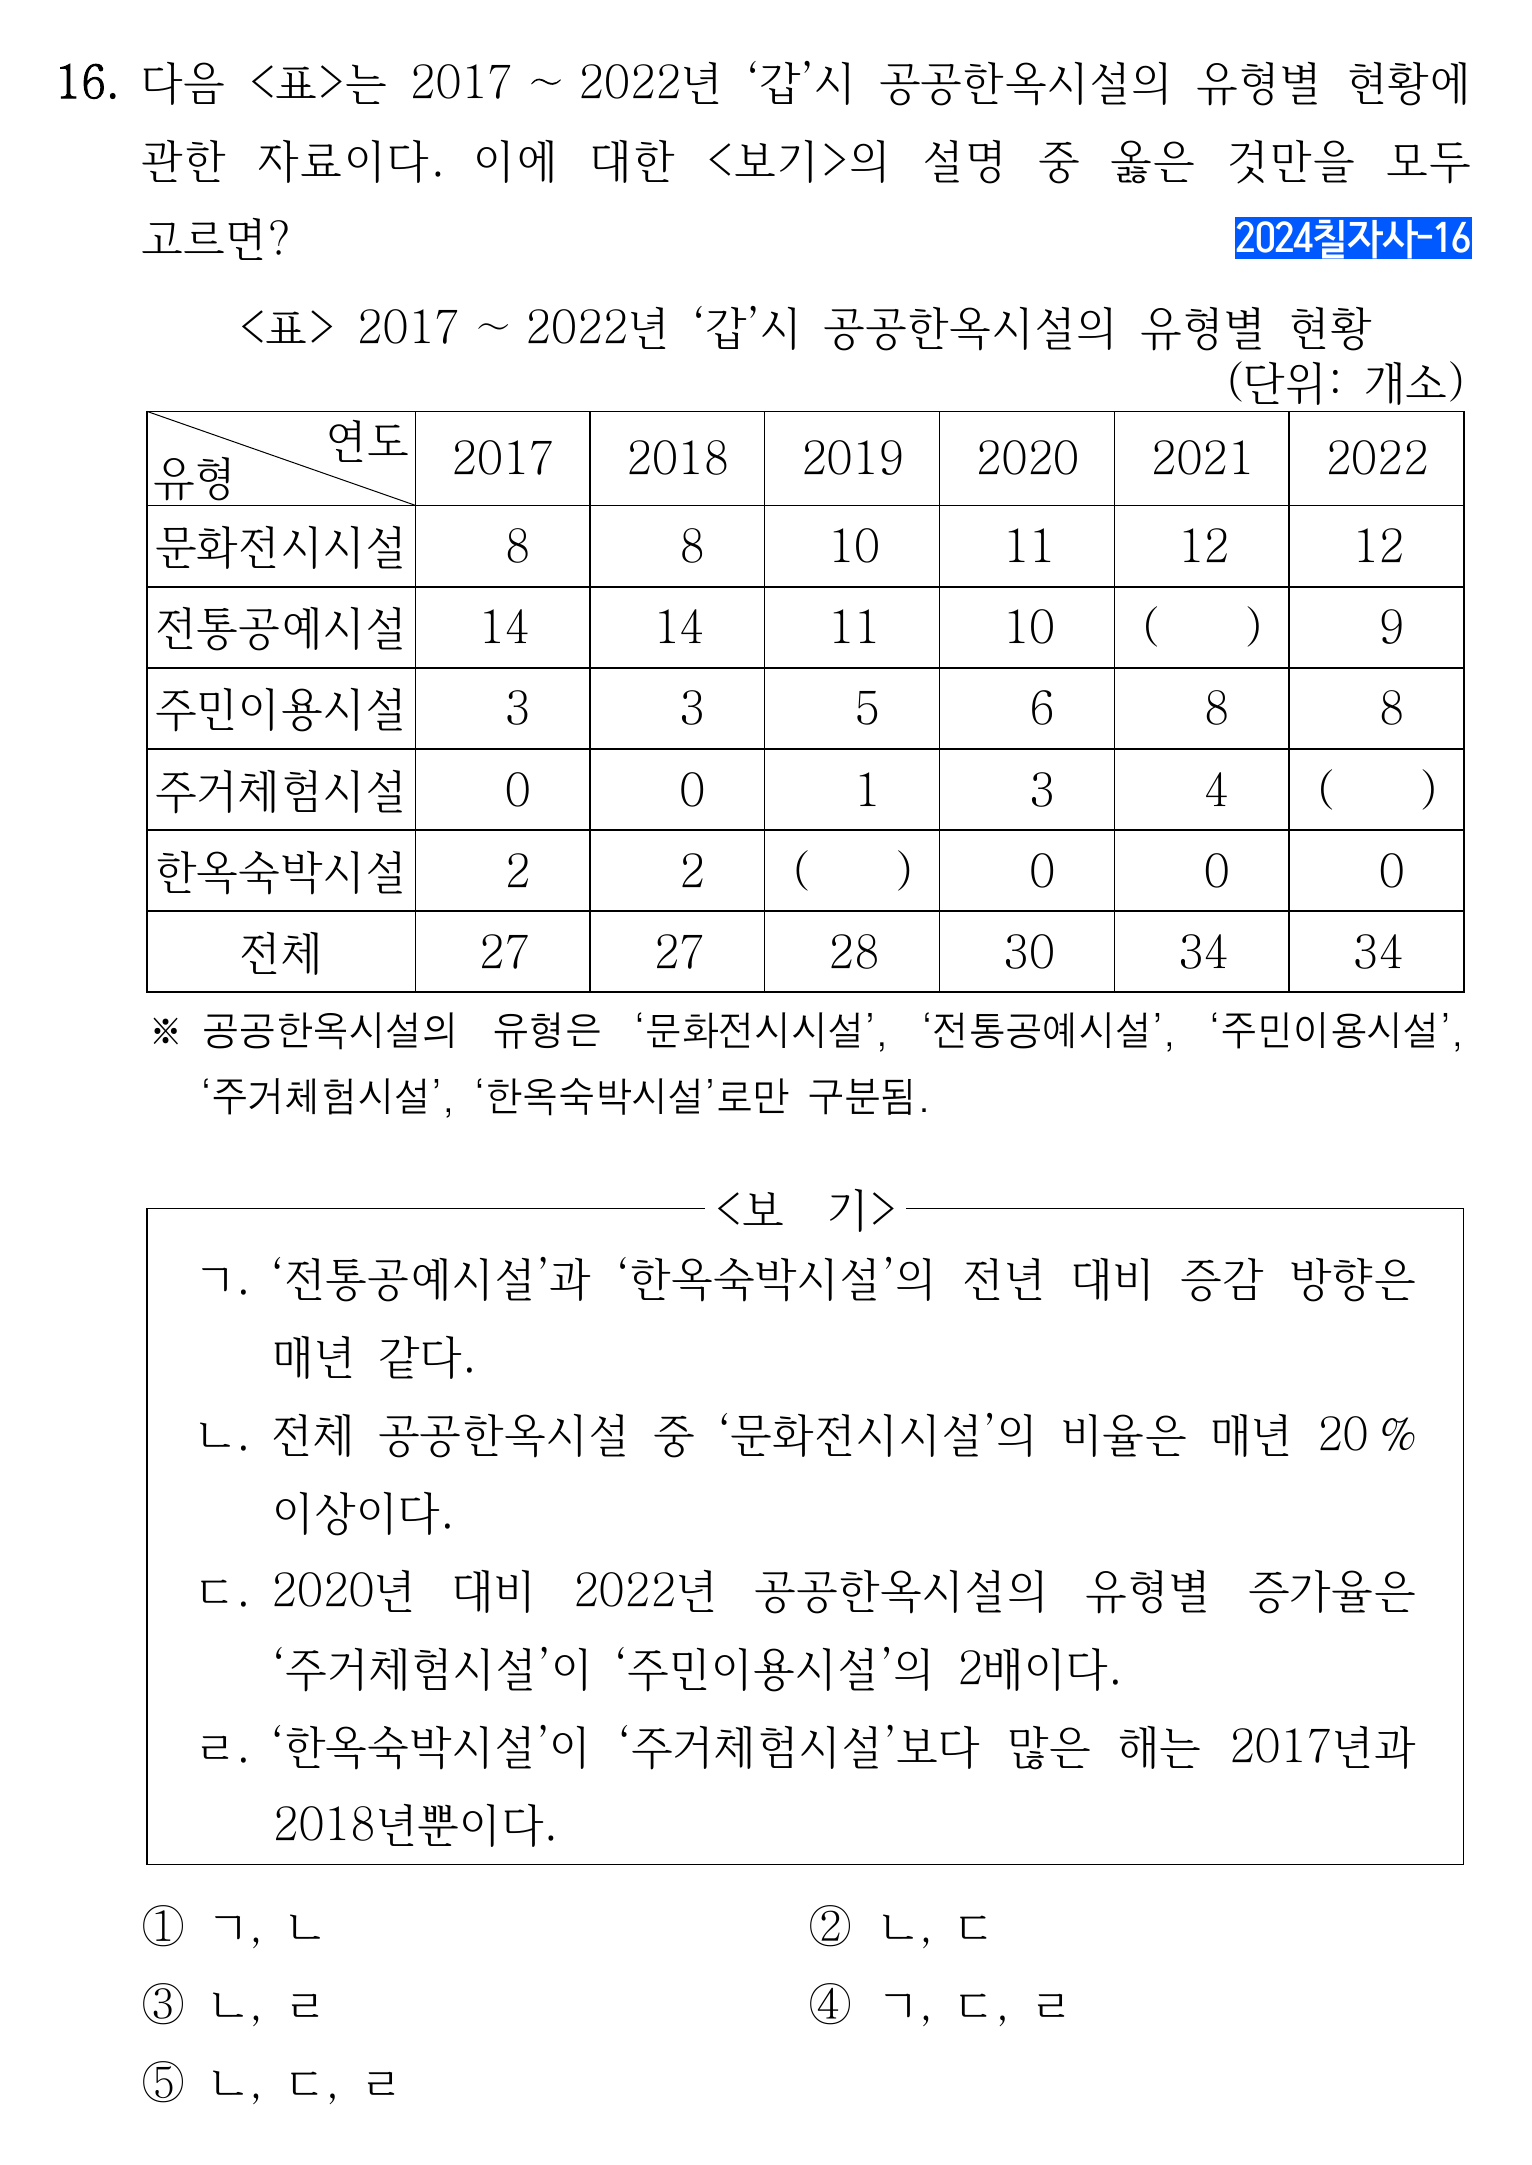 16. 다음 <표>는 2017 ~ 2022년 ‘갑’시 공공한옥시설의 유형별 현황에
관한 자료이다. 이에 대한 <보기>의 설명 중 옳은 것만을 모두
고르면?
2024칠자사-16
<표> 2017 ~ 2022년 ‘갑’시 공공한옥시설의 유형별 현황
(단위: 개소)
유형 연도 2017 2018 2019 2020 2021 2022
문화전시시설 8 8 10 11 12 12
전통공예시설 14 14 11 10 ( ) 9
주민이용시설 3 3 5 6 8 8
주거체험시설 0 0 1 3 4 ( )
한옥숙박시설 2 2 ( ) 0 0 0
전체 27 27 28 30 34 34
※ 공공한옥시설의 유형은 ‘문화전시시설’, ‘전통공예시설’, ‘주민이용시설’,
‘주거체험시설’, ‘한옥숙박시설’로만 구분됨.
<보 기>
ㄱ. ‘전통공예시설’과 ‘한옥숙박시설’의 전년 대비 증감 방향은
매년 같다.
ㄴ. 전체 공공한옥시설 중 ‘문화전시시설’의 비율은 매년 20 %
이상이다.
ㄷ. 2020년 대비 2022년 공공한옥시설의 유형별 증가율은
‘주거체험시설’이 ‘주민이용시설’의 2배이다.
ㄹ. ‘한옥숙박시설’이 ‘주거체험시설’보다 많은 해는 2017년과
2018년뿐이다.
① ㄱ, ㄴ
② ㄴ, ㄷ
③ ㄴ, ㄹ
④ ㄱ, ㄷ, ㄹ
⑤ ㄴ, ㄷ, ㄹ